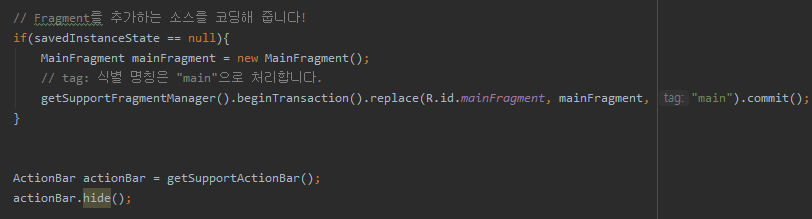 // Fragment를 추가하는 소스를 코딩해 줍니다!
if(savedInstanceState == null){
    MainFragment mainFragment = new MainFragment();
    // tag: 식별 명칭은 "main"으로 처리합니다.
    getSupportFragmentManager().beginTransaction().replace(R.id.mainFragment, mainFragment, tag: "main").commit();
}
ActionBar actionBar = getSupportActionBar();
actionBar.hide();